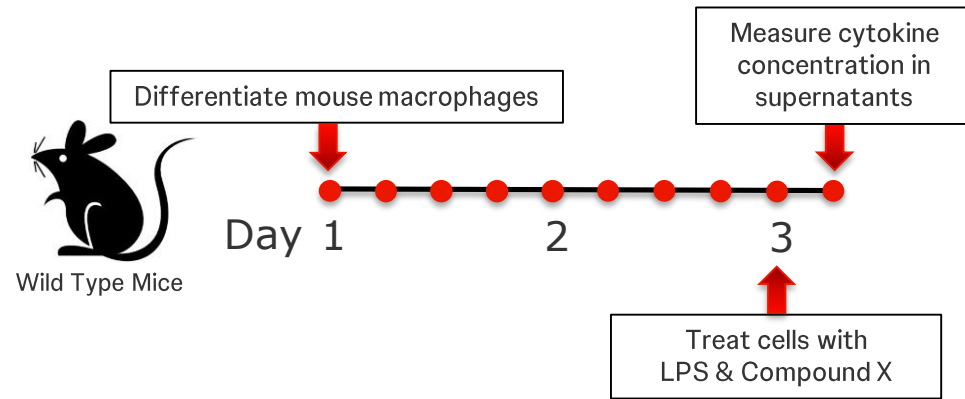 Measure cytokine
concentration in
supernatants
Differentiate mouse macrophages
Day 1 2 3
Wild Type Mice
Treat cells with
LPS & Compound X